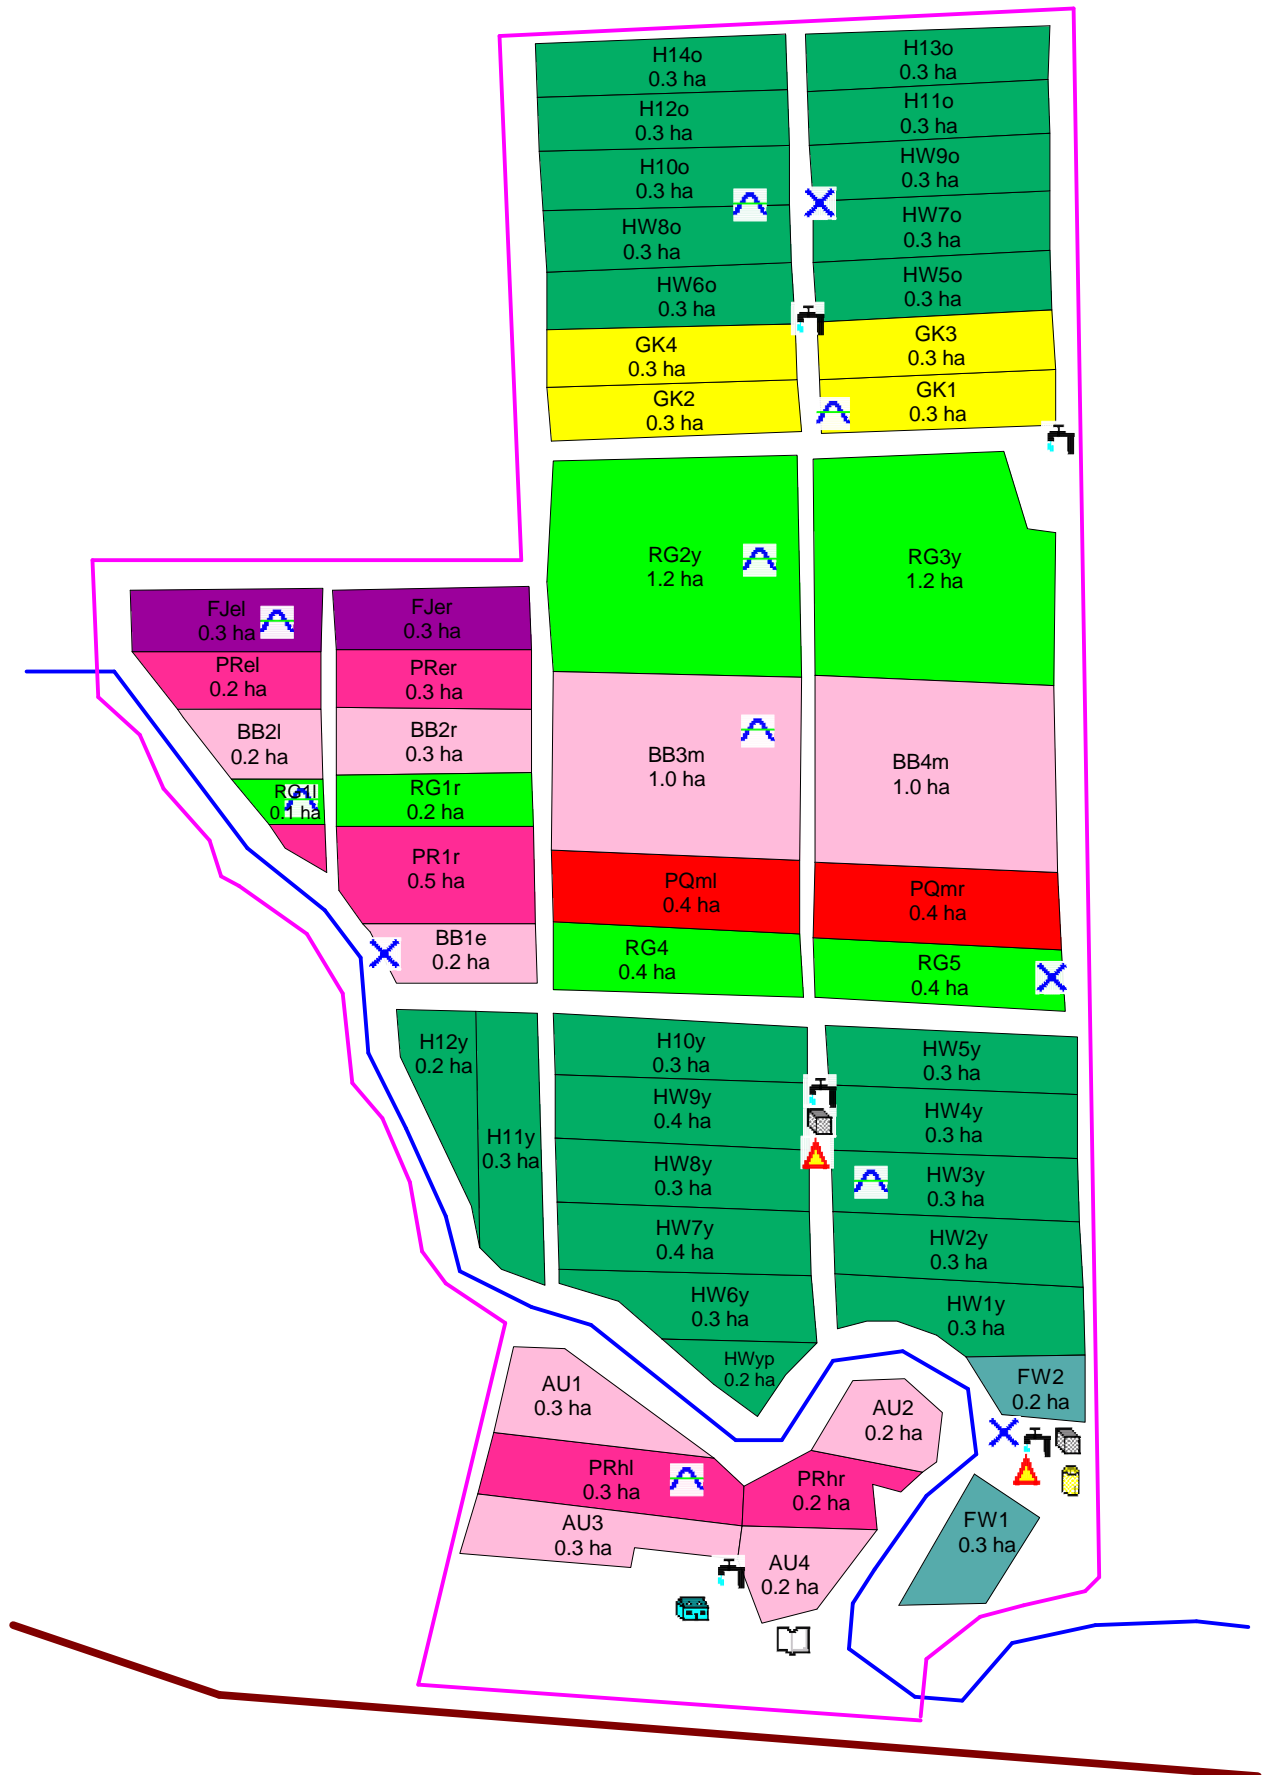 H14o
0.3 ha
H13o
0.3 ha
H12o
0.3 ha
H11o
0.3 ha
H10o
0.3 ha
HW9o
0.3 ha
HW8o
0.3 ha
HW7o
0.3 ha
HW6o
0.3 ha
HW5o
0.3 ha
GK4
0.3 ha
GK3
0.3 ha
GK2
0.3 ha
GK1
0.3 ha
RG2y
1.2 ha
RG3y
1.2 ha
FJel
0.3 ha
FJer
0.3 ha
PRel
0.2 ha
PRer
0.3 ha
BB2l
0.2 ha
BB2r
0.3 ha
BB3m
1.0 ha
BB4m
1.0 ha
RG1l
0.1 ha
RG1r
0.2 ha
PR1r
0.5 ha
PQml
0.4 ha
PQmr
0.4 ha
BB1e
0.2 ha
RG4
0.4 ha
RG5
0.4 ha
H12y
0.2 ha
H11y
0.3 ha
H10y
0.3 ha
HW5y
0.3 ha
HW9y
0.4 ha
HW4y
0.3 ha
HW8y
0.3 ha
HW3y
0.3 ha
HW7y
0.4 ha
HW2y
0.3 ha
HW6y
0.3 ha
HW1y
0.3 ha
HWyp
0.2 ha
FW2
0.2 ha
AU1
0.3 ha
AU2
0.2 ha
PRhl
0.3 ha
PRhr
0.2 ha
AU3
0.3 ha
AU4
0.2 ha
FW1
0.3 ha